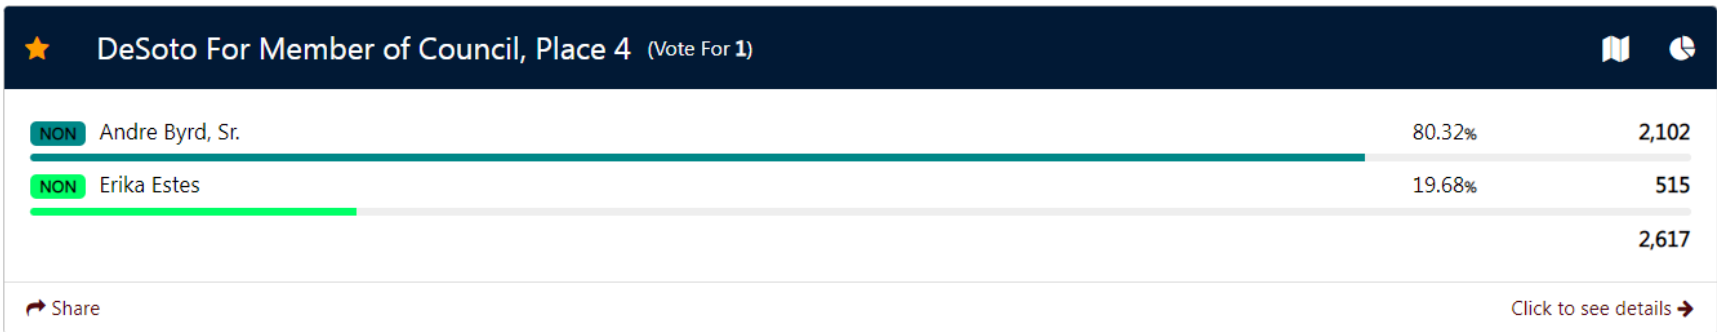 DeSoto For Member of Council, Place 4 (Vote For 1)
NON Andre Byrd, Sr. 80.32% 2,102
NON Erika Estes 19.68% 515
2,617
Share Click to see details